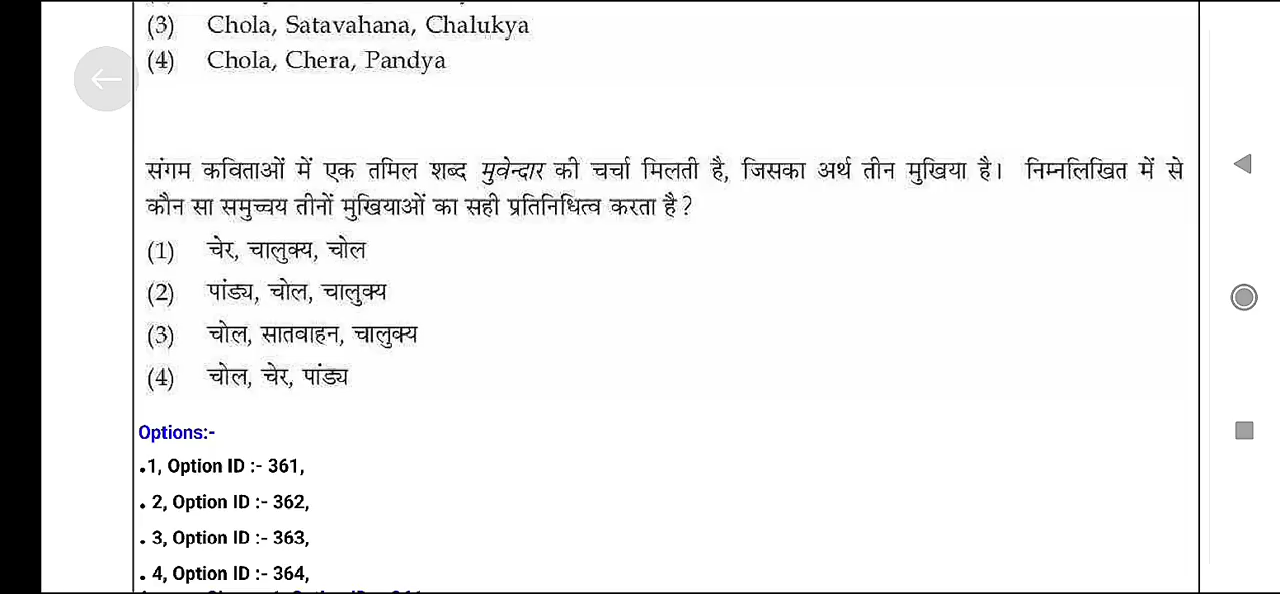 (3) Chola, Satavahana, Chalukya
(4) Chola, Chera, Pandya
संगम कविताओं में एक तमिल शब्द मुवेन्दार की चर्चा मिलती है, जिसका अर्थ तीन मुखिया है। निम्नलिखित में से
कौन सा समुच्चय तीनों मुखियाओं का सही प्रतिनिधित्व करता है ?
(1) चेर, चालुक्य, चोल
(2) पांड्य, चोल, चालुक्य
(3) चोल, सातवाहन, चालुक्य
(4) चोल, चेर, पांड्य
Options:-
.1, Option ID :- 361,
. 2, Option ID :- 362,
. 3, Option ID :- 363,
. 4, Option ID :- 364,